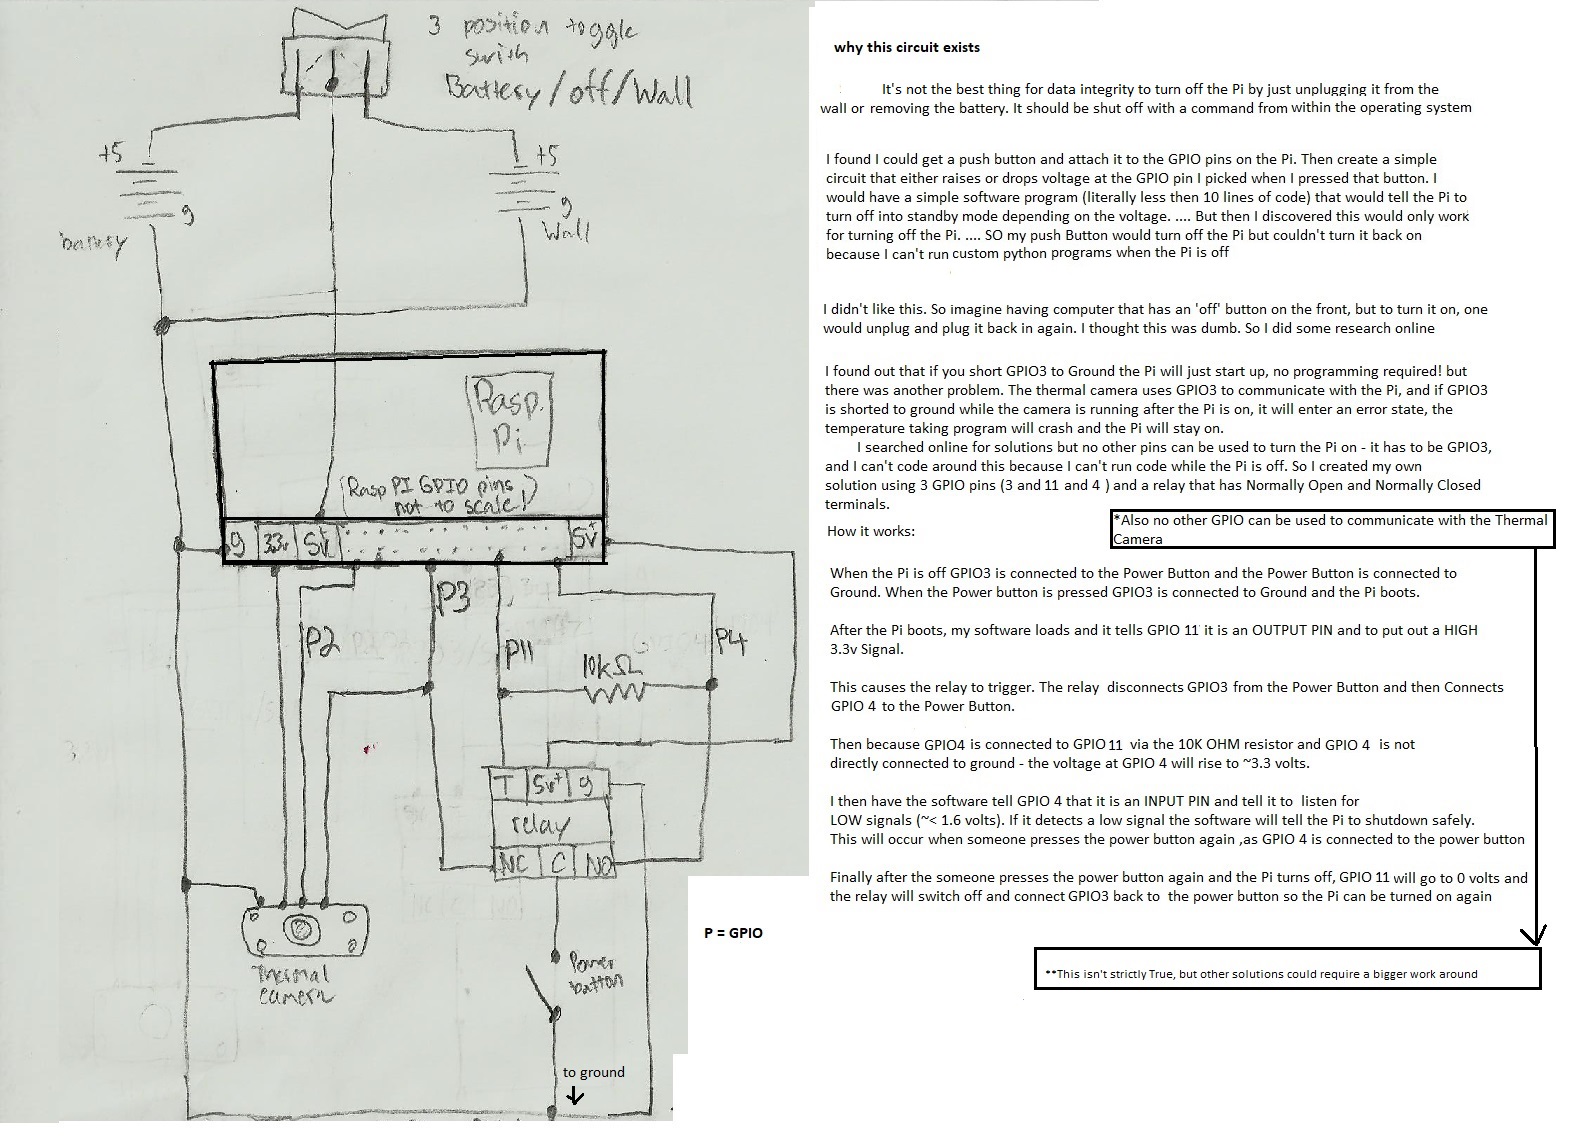 3 position toggle
swith
Battery/off/Wall
+5
g
battery
+5
g
Wall
Rasp.
Pi
(Rasp PI GPIO pins
not to scale!)
g
3.3v
5v+
5v+
P2
P3
P11
10kΩ
P4
T
5v+
g
relay
NC
C
NO
Thermal
camera
Power
button
to ground
P = GPIO
why this circuit exists
It's not the best thing for data integrity to turn off the Pi by just unplugging it from the
wall or removing the battery. It should be shut off with a command from within the operating system
I found I could get a push button and attach it to the GPIO pins on the Pi. Then create a simple
circuit that either raises or drops voltage at the GPIO pin I picked when I pressed that button. I
would have a simple software program (literally less then 10 lines of code) that would tell the Pi to
turn off into standby mode depending on the voltage. .... But then I discovered this would only work
for turning off the Pi. .... SO my push Button would turn off the Pi but couldn't turn it back on
because I can't run custom python programs when the Pi is off
I didn't like this. So imagine having computer that has an 'off' button on the front, but to turn it on, one
would unplug and plug it back in again. I thought this was dumb. So I did some research online
I found out that if you short GPIO3 to Ground the Pi will just start up, no programming required! but
there was another problem. The thermal camera uses GPIO3 to communicate with the Pi, and if GPIO3
is shorted to ground while the camera is running after the Pi is on, it will enter an error state, the
temperature taking program will crash and the Pi will stay on.
I searched online for solutions but no other pins can be used to turn the Pi on - it has to be GPIO3,
and I can't code around this because I can't run code while the Pi is off. So I created my own
solution using 3 GPIO pins (3 and 11 and 4 ) and a relay that has Normally Open and Normally Closed
terminals.
*Also no other GPIO can be used to communicate with the Thermal
Camera
How it works:
When the Pi is off GPIO3 is connected to the Power Button and the Power Button is connected to
Ground. When the Power button is pressed GPIO3 is connected to Ground and the Pi boots.
After the Pi boots, my software loads and it tells GPIO 11 it is an OUTPUT PIN and to put out a HIGH
3.3v Signal.
This causes the relay to trigger. The relay disconnects GPIO3 from the Power Button and then Connects
GPIO 4 to the Power Button.
Then because GPIO4 is connected to GPIO 11 via the 10K OHM resistor and GPIO 4 is not
directly connected to ground - the voltage at GPIO 4 will rise to ~3.3 volts.
I then have the software tell GPIO 4 that it is an INPUT PIN and tell it to listen for
LOW signals (~< 1.6 volts). If it detects a low signal the software will tell the Pi to shutdown safely.
This will occur when someone presses the power button again ,as GPIO 4 is connected to the power button
Finally after the someone presses the power button again and the Pi turns off, GPIO 11 will go to 0 volts and
the relay will switch off and connect GPIO3 back to the power button so the Pi can be turned on again
**This isn't strictly True, but other solutions could require a bigger work around